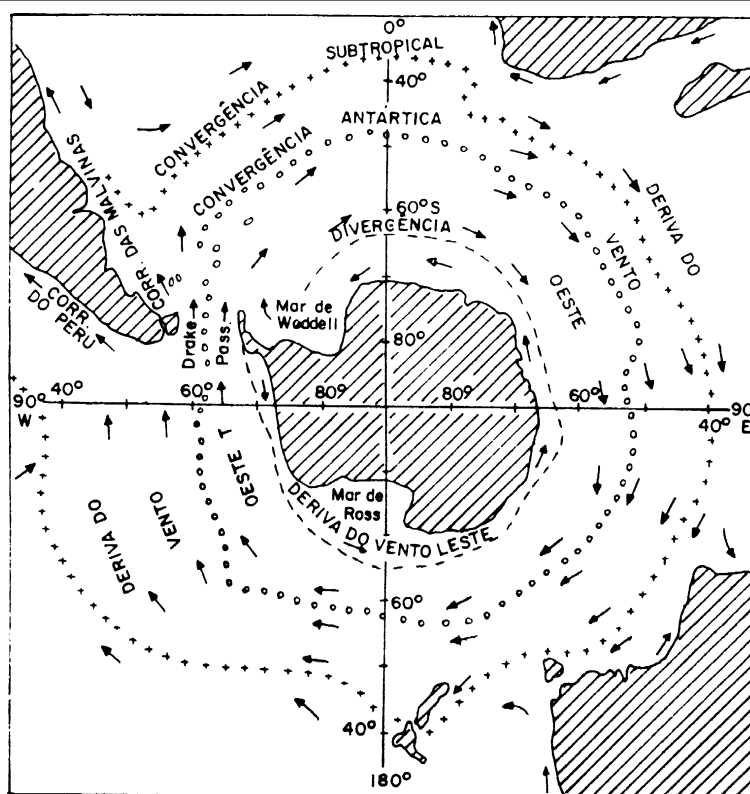 0°
SUBTROPICAL
40°
CONVERGÊNCIA
ANTÁRTICA
CONVERGÊNCIA
CORR. DAS MALVINAS
60°S
DIVERGÊNCIA
DERIVA DO
VENTO
OESTE
CORR.
DO PERU
Mar de
Weddell
Drake
Pass.
80°
90°
W
40°
60°
80°
80°
60°
40°
90
E
OESTE T
Mar de
Ross
DERIVA DO VENTO LESTE
DERIVA DO
VENTO
60°
40°
180°